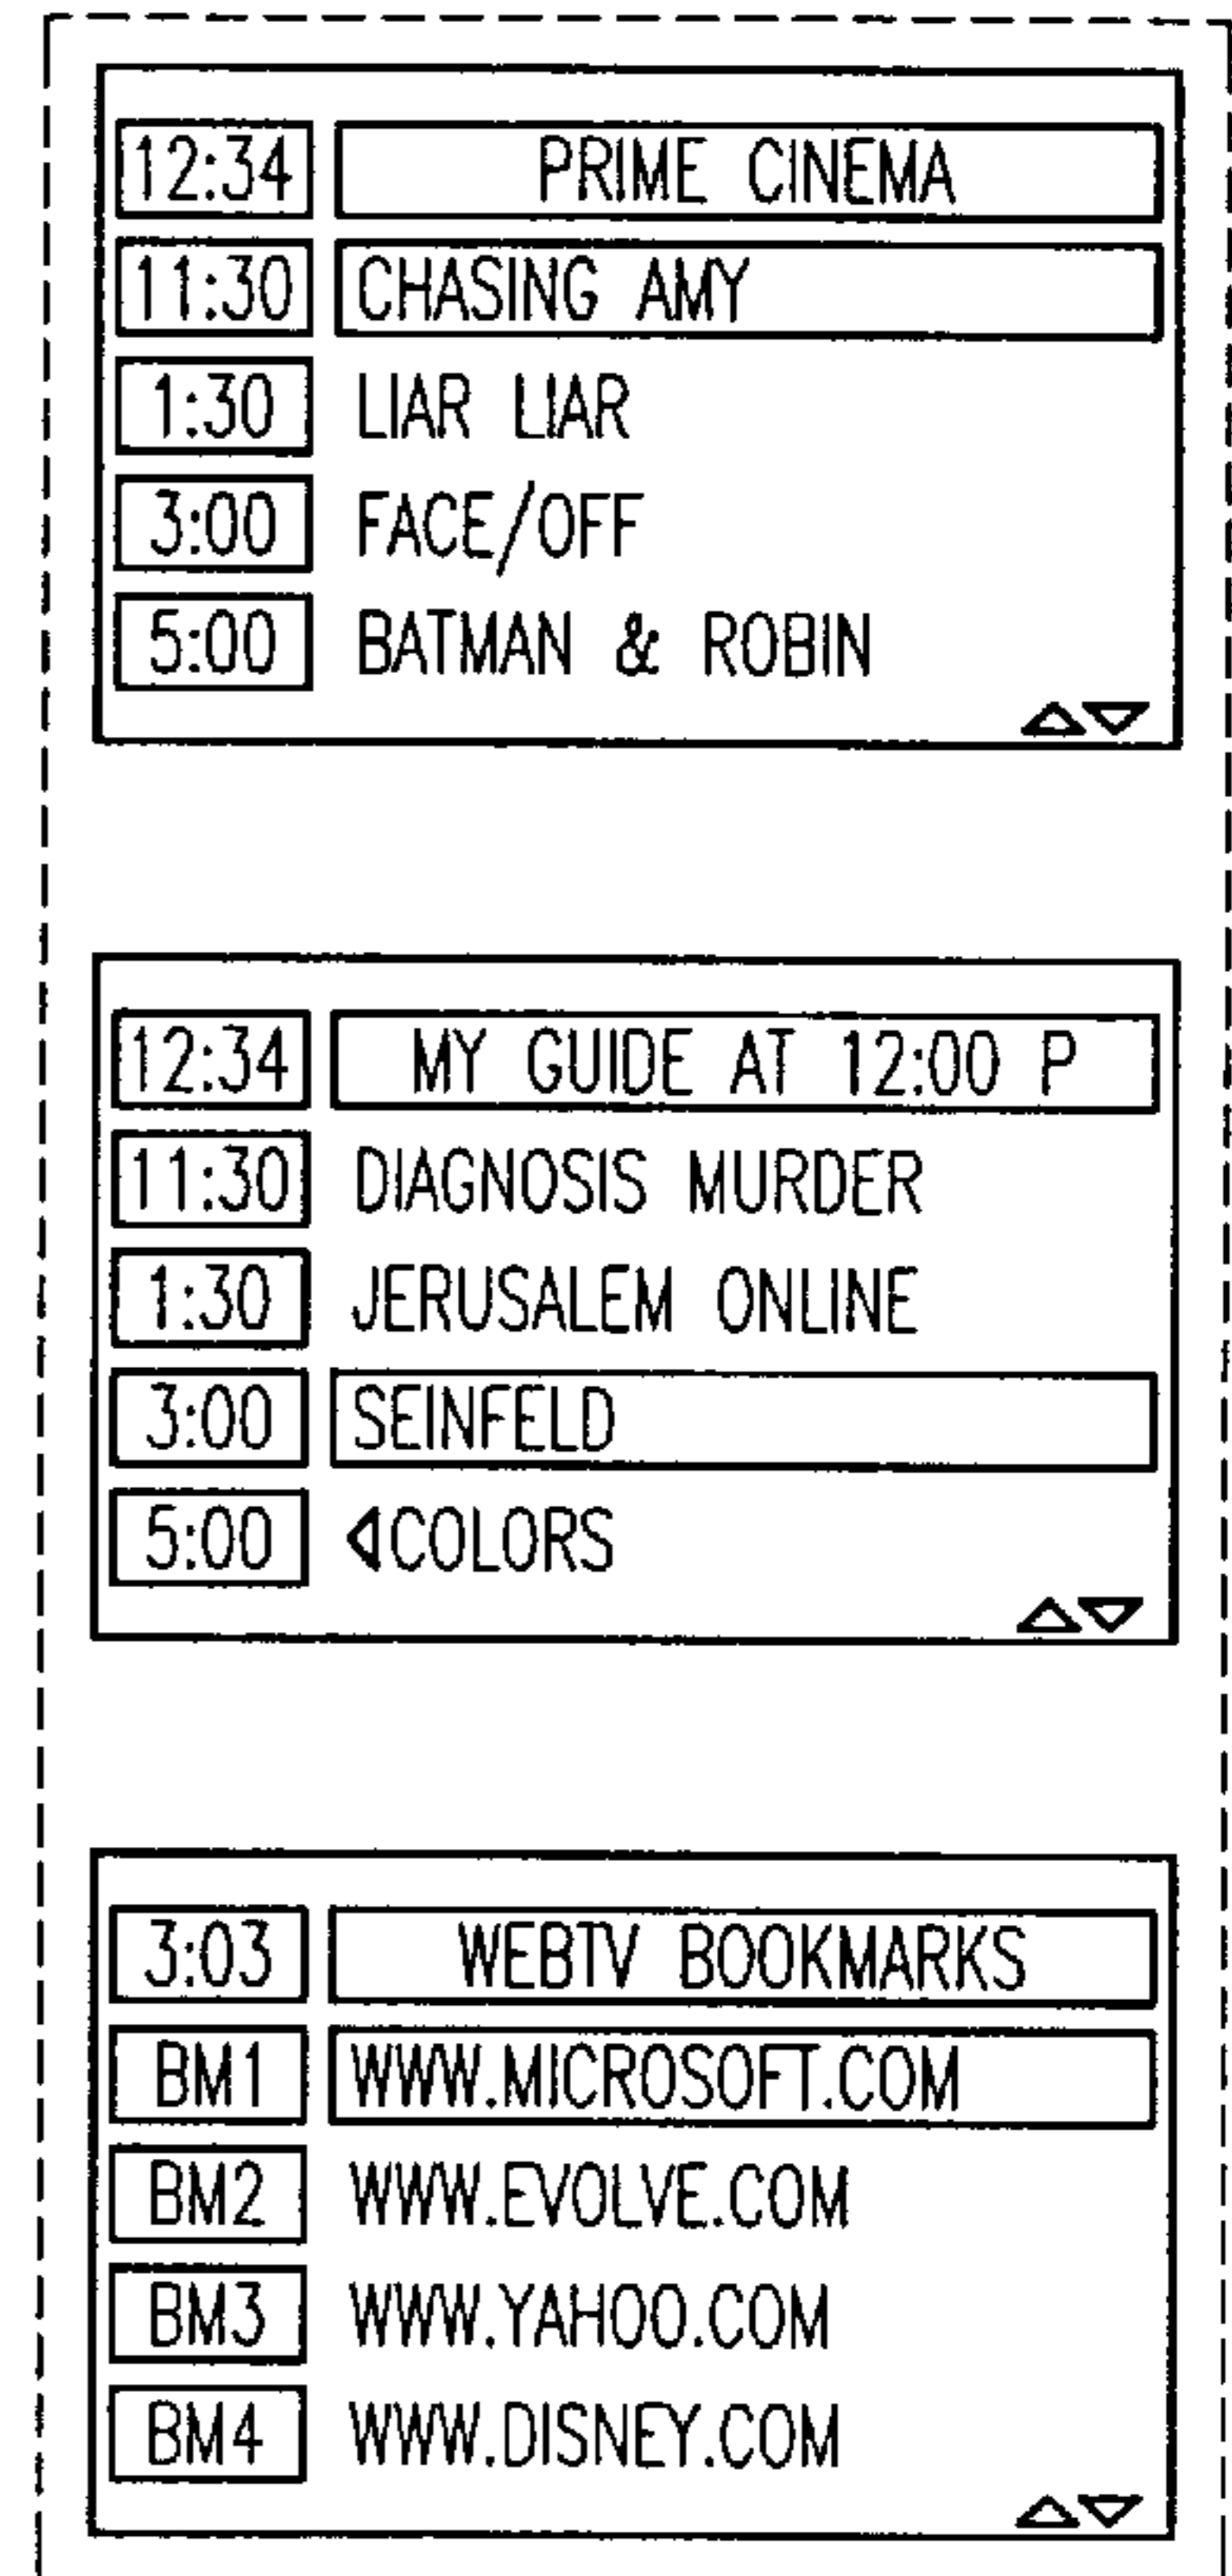 12:34 PRIME CINEMA
11:30 CHASING AMY
1:30 LIAR LIAR
3:00 FACE/OFF
5:00 BATMAN & ROBIN
12:34 MY GUIDE AT 12:00 P
11:30 DIAGNOSIS MURDER
1:30 JERUSALEM ONLINE
3:00 SEINFELD
5:00 COLORS
3:03 WEBTV BOOKMARKS
BM1 WWW.MICROSOFT.COM
BM2 WWW.EVOLVE.COM
BM3 WWW.YAHOO.COM
BM4 WWW.DISNEY.COM